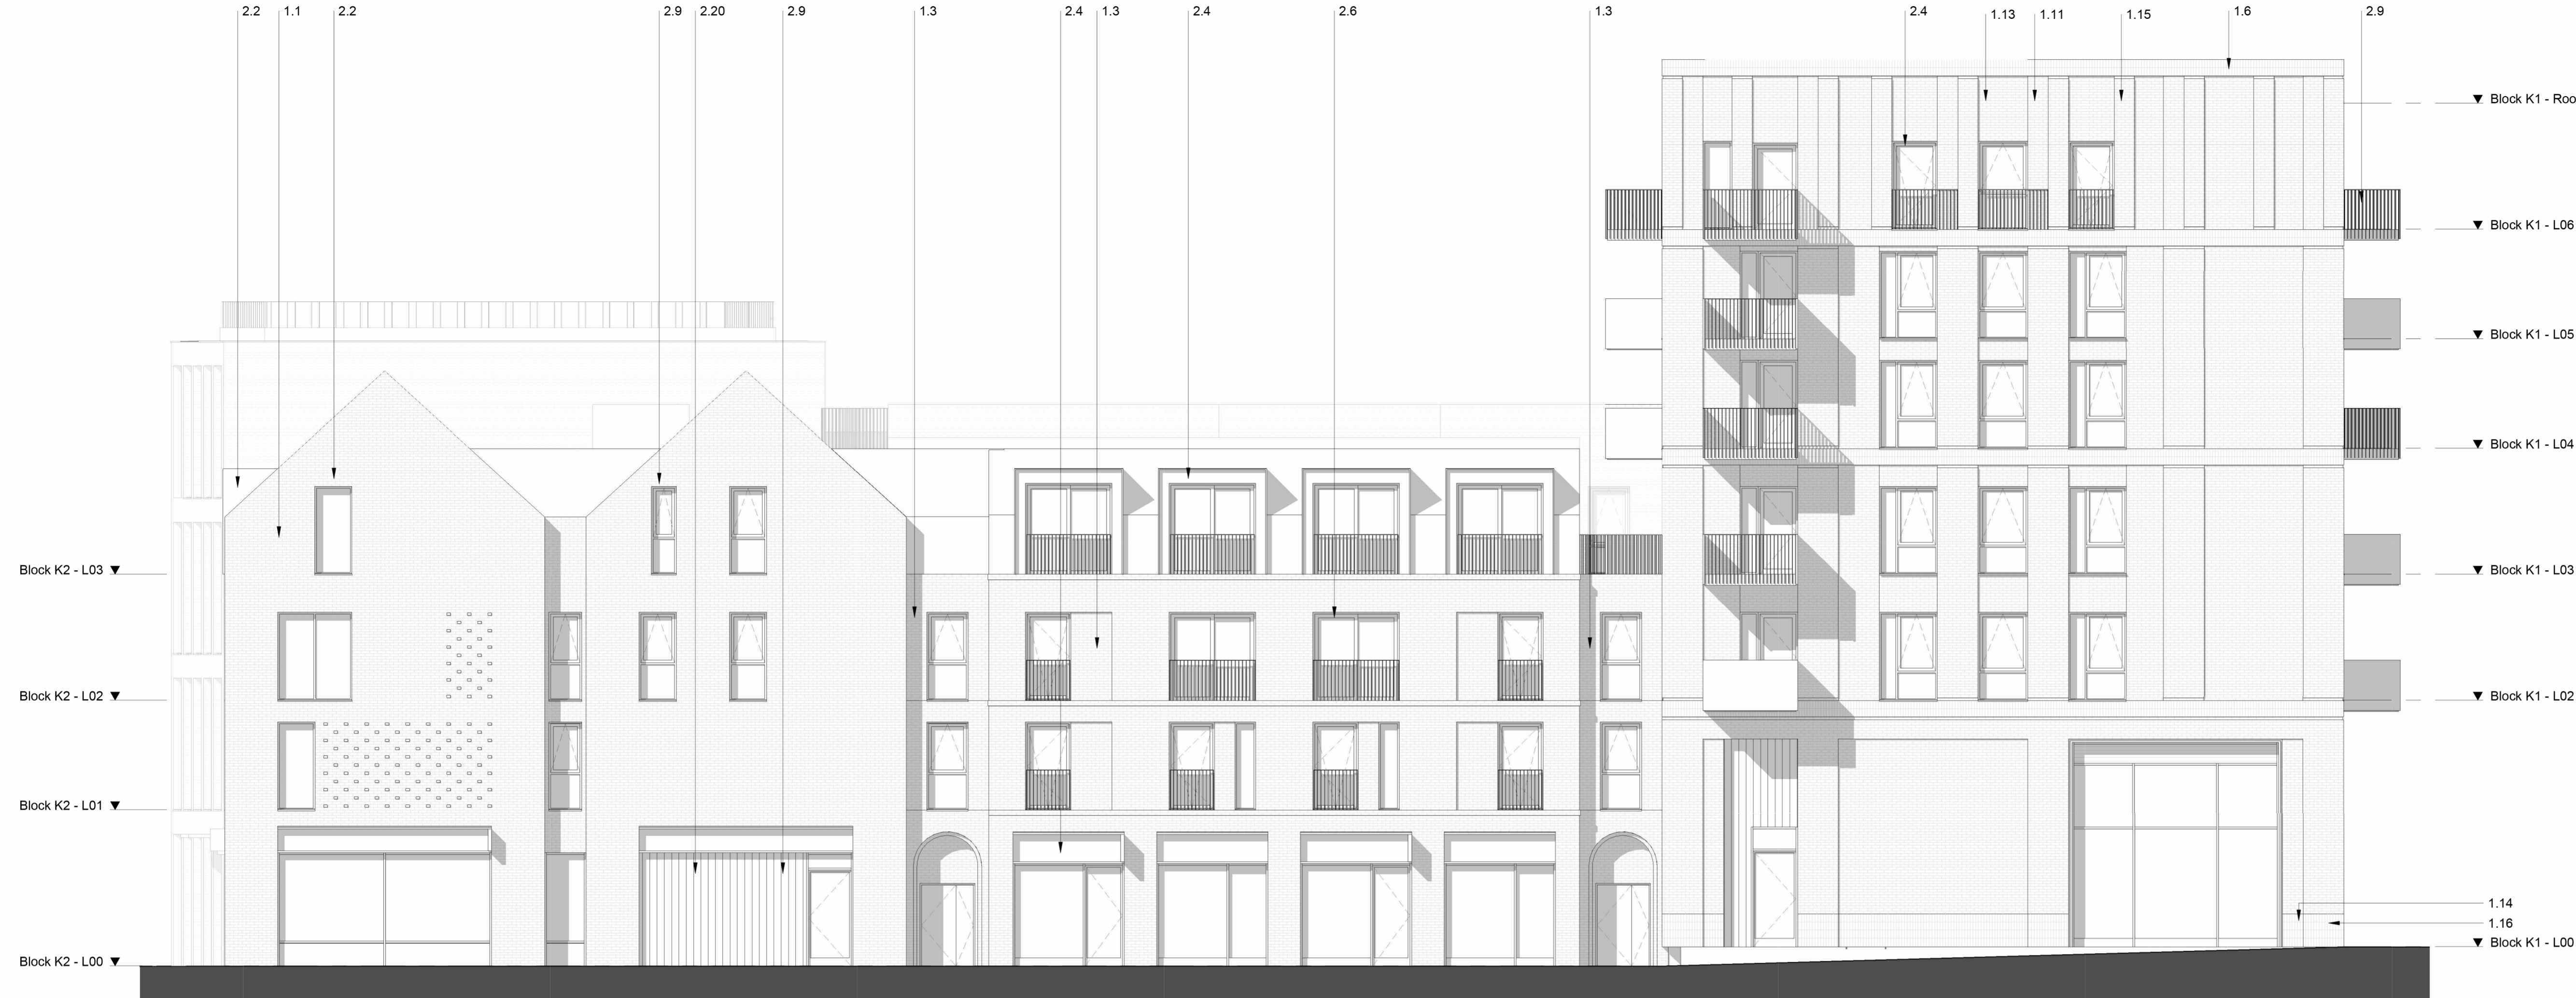 2.2
1.1
2.2
2.9
2.20
2.9
1.3
2.4
1.3
2.4
2.6
1.3
2.4
1.13
1.11
1.15
1.6
2.9
Block K1 - Roo
Block K1 - L06
Block K1 - L05
Block K1 - L04
Block K2 - L03
Block K1 - L03
Block K2 - L02
Block K1 - L02
Block K2 - L01
1.14
1.16
Block K2 - L00
Block K1 - L00